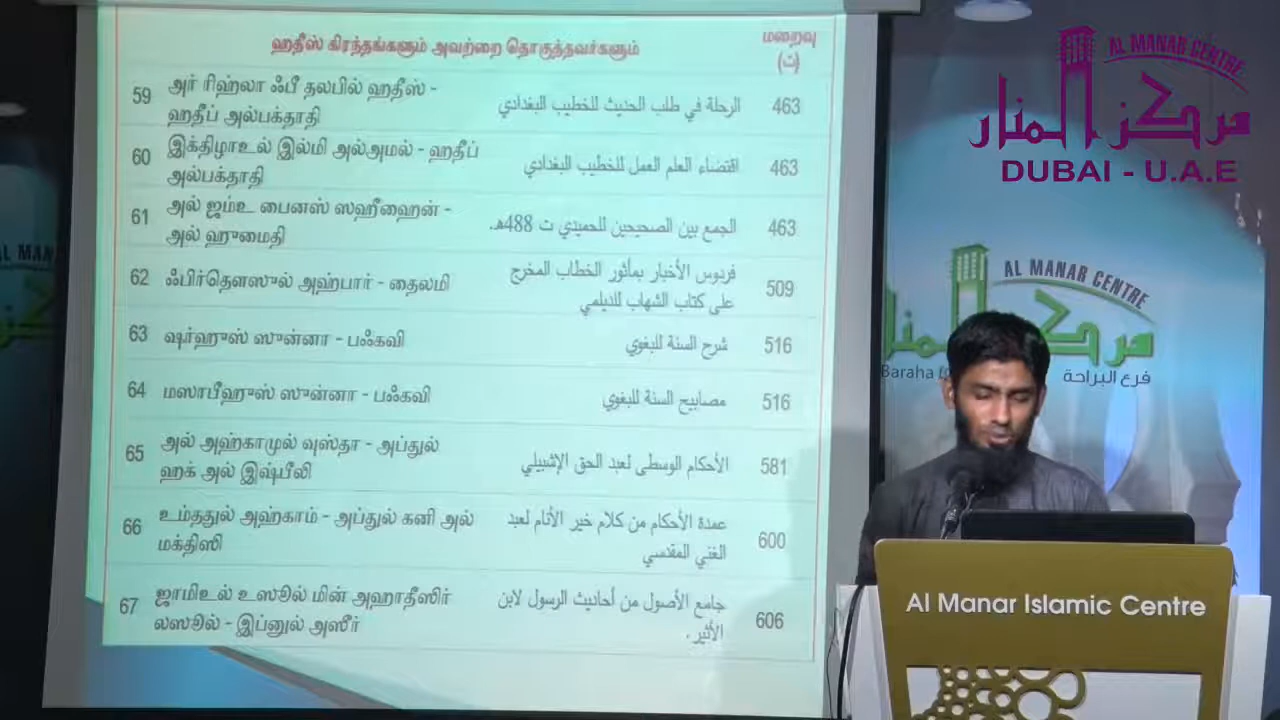 ஹதீஸ் கிரந்தங்களும் அவற்றை தொகுத்தவர்களும்
மறைவு
(ت)
59
அர் ரிஹ்லா ஃபீ தலபில் ஹதீஸ் -
ஹதீப் அல்பக்தாதி
الرحلة في طلب الحديث للخطيب البغدادي
463
60
இக்திழாஉல் இல்மி அல்அமல் - ஹதீப்
அல்பக்தாதி
اقتضاء العلم العمل للخطيب البغدادي
463
61
அல் ஜம்உ பைனஸ் ஸஹீஹைன் -
அல் ஹுமைதி
الجمع بين الصحيحين للحميدي ت 488هـ.
463
62
ஃபிர்தௌஸுல் அஹ்பார் - தைலமி
فردوس الأخبار بمأثور الخطاب المخرج
على كتاب الشهاب للديلمي
509
63
ஷர்ஹுஸ் ஸுன்னா - பஃகவி
شرح السنة للبغوي
516
64
மஸாபீஹுஸ் ஸுன்னா - பஃகவி
مصابيح السنة للبغوي
516
65
அல் அஹ்காமுல் வுஸ்தா - அப்துல்
ஹக் அல் இஷ்பீலி
الأحكام الوسطى لعبد الحق الإشبيلي
581
66
உம்ததுல் அஹ்காம் - அப்துல் கனி அல்
மக்திஸி
عمدة الأحكام من كلام خير الأنام لعبد
الغني المقدسي
600
67
ஜாமிஉல் உஸூல் மின் அஹாதீஸிர்
லஸூல் - இப்னுல் அஸீர்
جامع الأصول من أحاديث الرسول لابن
الأثير .
606
AL MANAR CENTRE
مركز المنار
DUBAI - U.A.E
AL MANAR CENTRE
مركز المنار
Baraha
فرع البراحة
AL MAN
Al Manar Islamic Centre